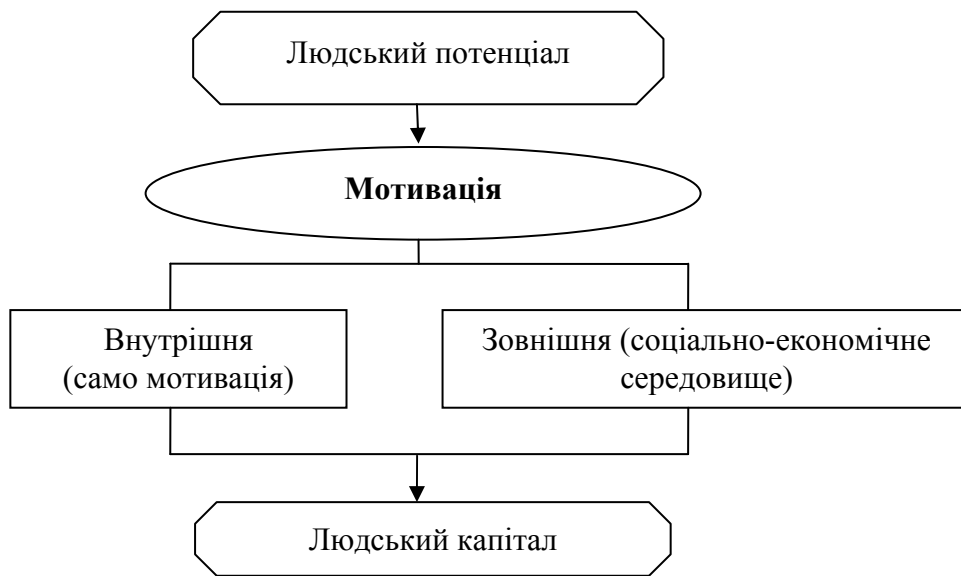 Людський потенціал
Мотивація
Внутрішня
(само мотивація)
Зовнішня (соціально-економічне
середовище)
Людський капітал